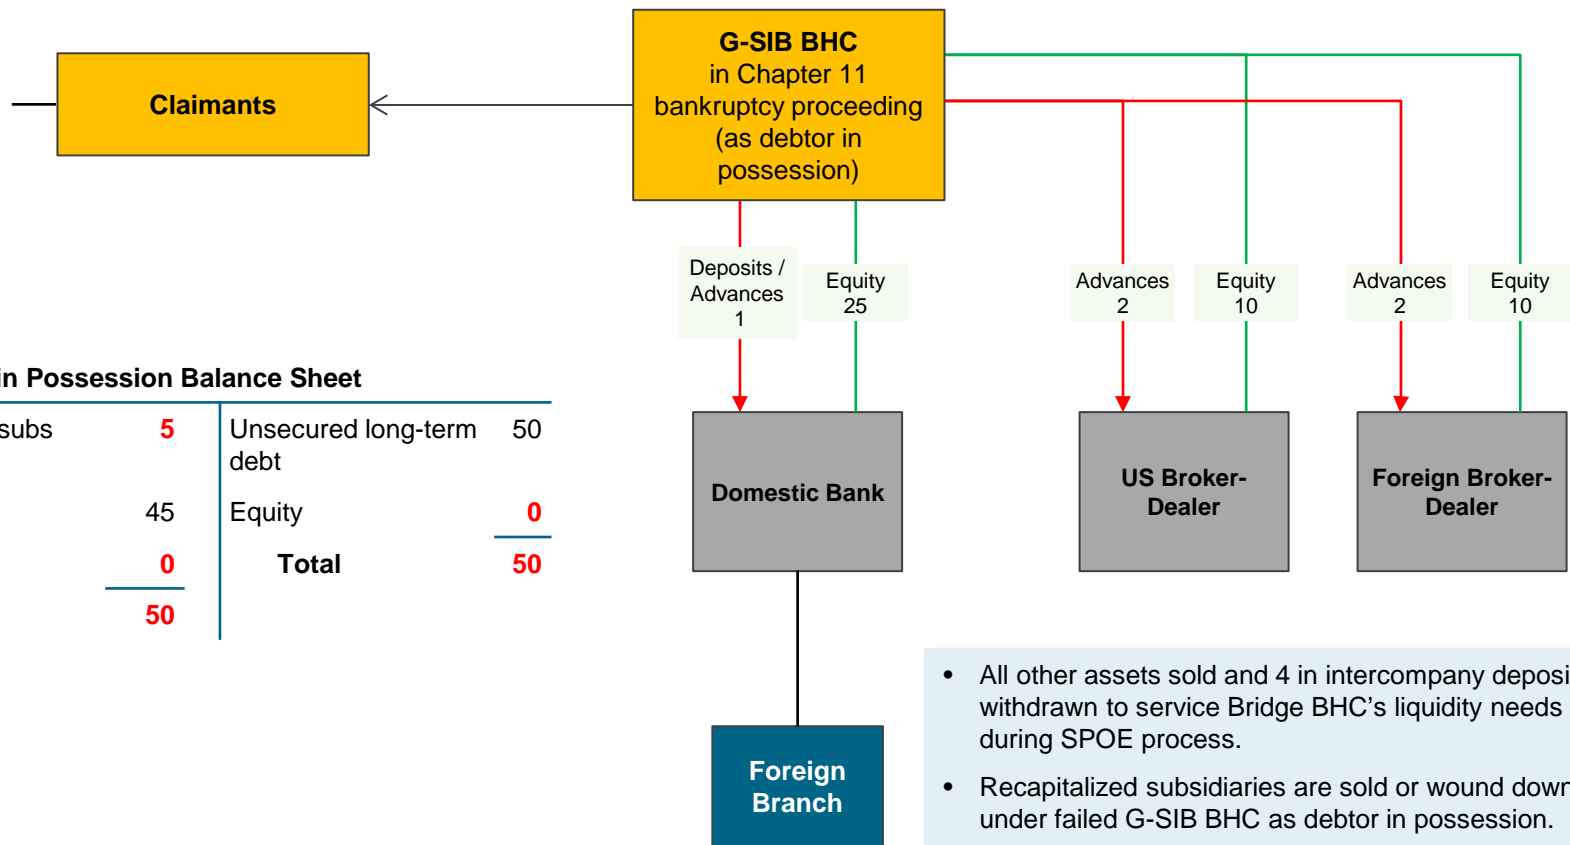 G-SIB BHC
in Chapter 11
bankruptcy proceeding
(as debtor in
possession)
Claimants
Deposits /
Advances
1
Equity
25
Advances
2
Equity
10
Advances
2
Equity
10
in Possession Balance Sheet
subs 5 Unsecured long-term 50
debt
45 Equity 0
0 Total 50
50
Domestic Bank
US Broker-
Dealer
Foreign Broker-
Dealer
Foreign
Branch
• All other assets sold and 4 in intercompany deposi
withdrawn to service Bridge BHC’s liquidity needs
during SPOE process.
• Recapitalized subsidiaries are sold or wound down
under failed G-SIB BHC as debtor in possession.